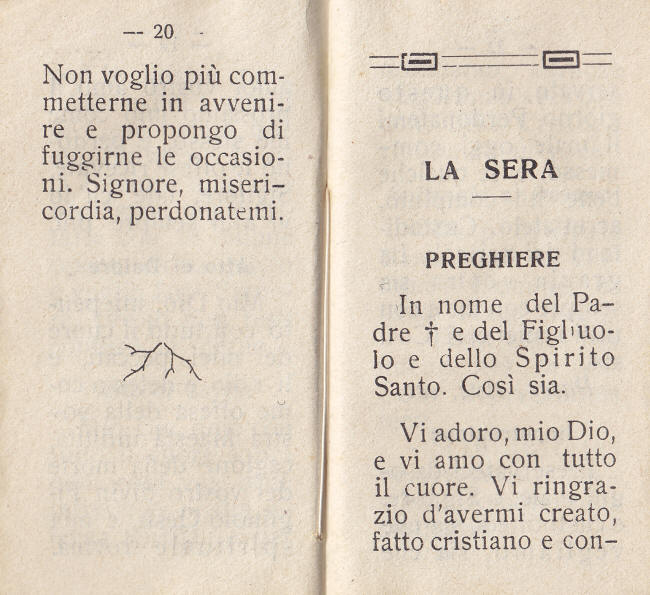 — 20 -
Non voglio più com-
metterne in avveni-
re e propongo di
fuggirne le occasio-
ni. Signore, miseri-
cordia, perdonatemi.
LA SERA
PREGHIERE
In nome del Pa-
dre † e del Figliuo-
lo e dello Spirito
Santo. Così sia.
Vi adoro, mio Dio,
e vi amo con tutto
il cuore. Vi ringra-
zio d'avermi creato,
fatto cristiano e con-